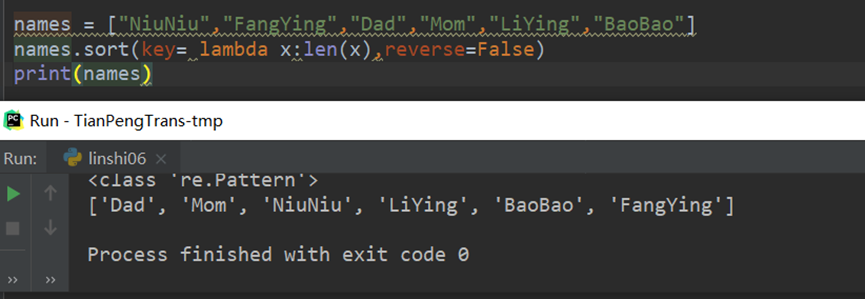 names = ["NiuNiu","FangYing","Dad","Mom","LiYing","BaoBao"]
names.sort(key= lambda x:len(x),reverse=False)
print(names)
PC
Run - TianPengTrans-tmp
Run: linshi06 ×
<class 're.Pattern'>
['Dad', 'Mom', 'NiuNiu', 'LiYing', 'BaoBao', 'FangYing']
Process finished with exit code 0